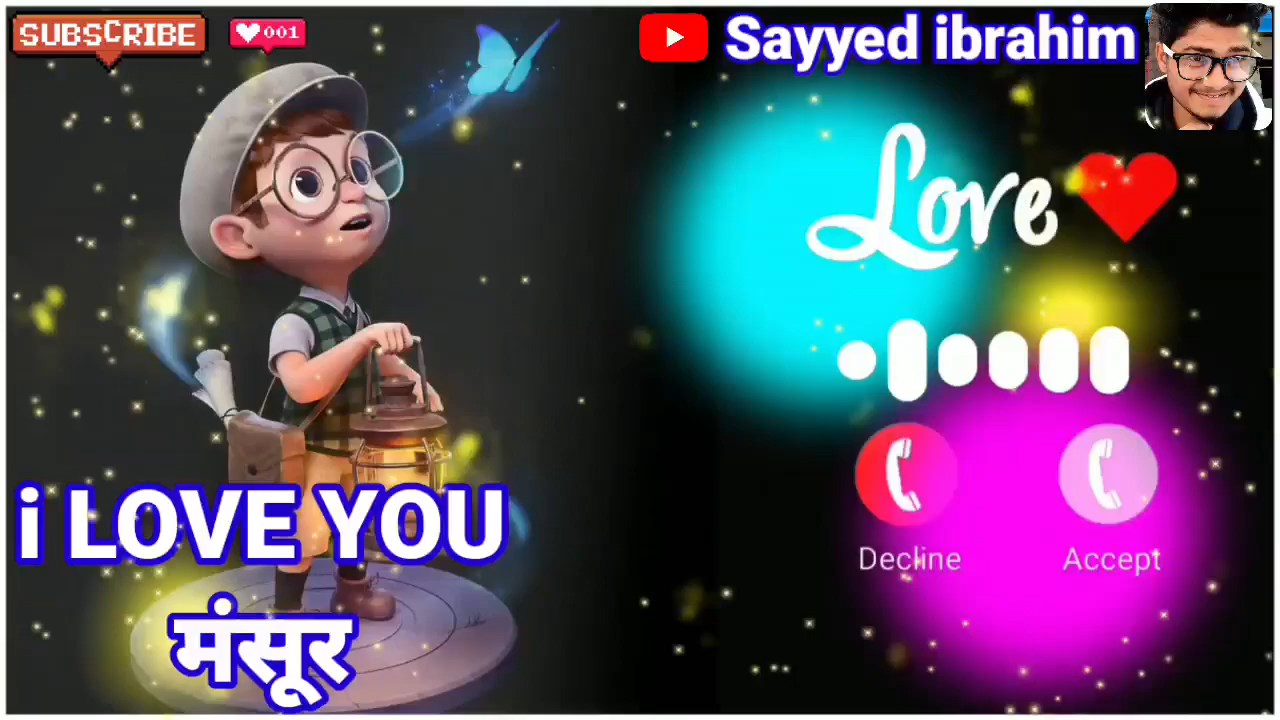 SUBSCRIBE
001
Sayyed ibrahim
Love
Decline
Accept
i LOVE YOU
मंसूर